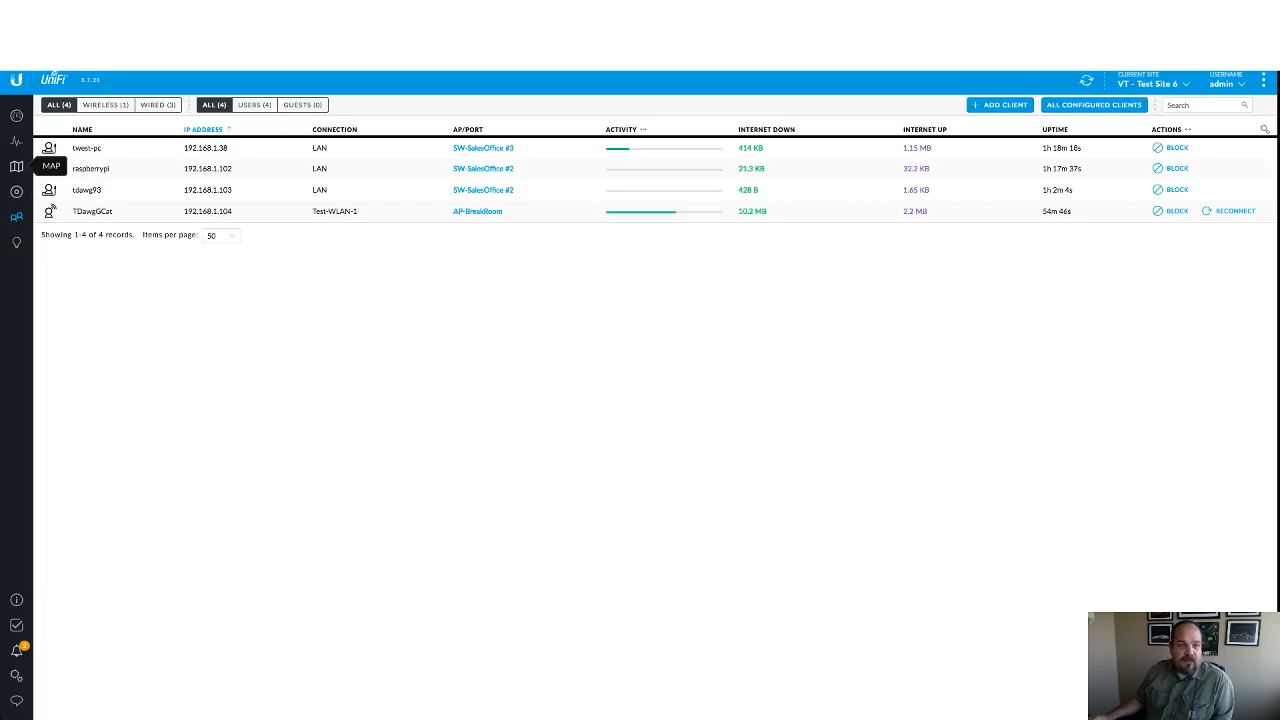 UniFi 5.7.23 CURRENT SITE USERNAME
VT - Test Site 6 admin
ALL (4) WIRELESS (1) WIRED (3) ALL (4) USERS (4) GUESTS (0) + ADD CLIENT ALL CONFIGURED CLIENTS Search
NAME IP ADDRESS CONNECTION AP/PORT ACTIVITY INTERNET DOWN INTERNET UP UPTIME ACTIONS
twest-pc 192.168.1.38 LAN SW-SalesOffice #3 414 KB 1.15 MB 1h 18m 18s BLOCK
MAP
raspberrypi 192.168.1.102 LAN SW-SalesOffice #2 21.3 KB 32.2 KB 1h 17m 37s BLOCK
tdawg93 192.168.1.103 LAN SW-SalesOffice #2 428 B 1.65 KB 1h 2m 4s BLOCK
TDawgGCat 192.168.1.104 Test-WLAN-1 AP-BreakRoom 10.2 MB 2.2 MB 54m 46s BLOCK RECONNECT
Showing 1-4 of 4 records. Items per page: 50